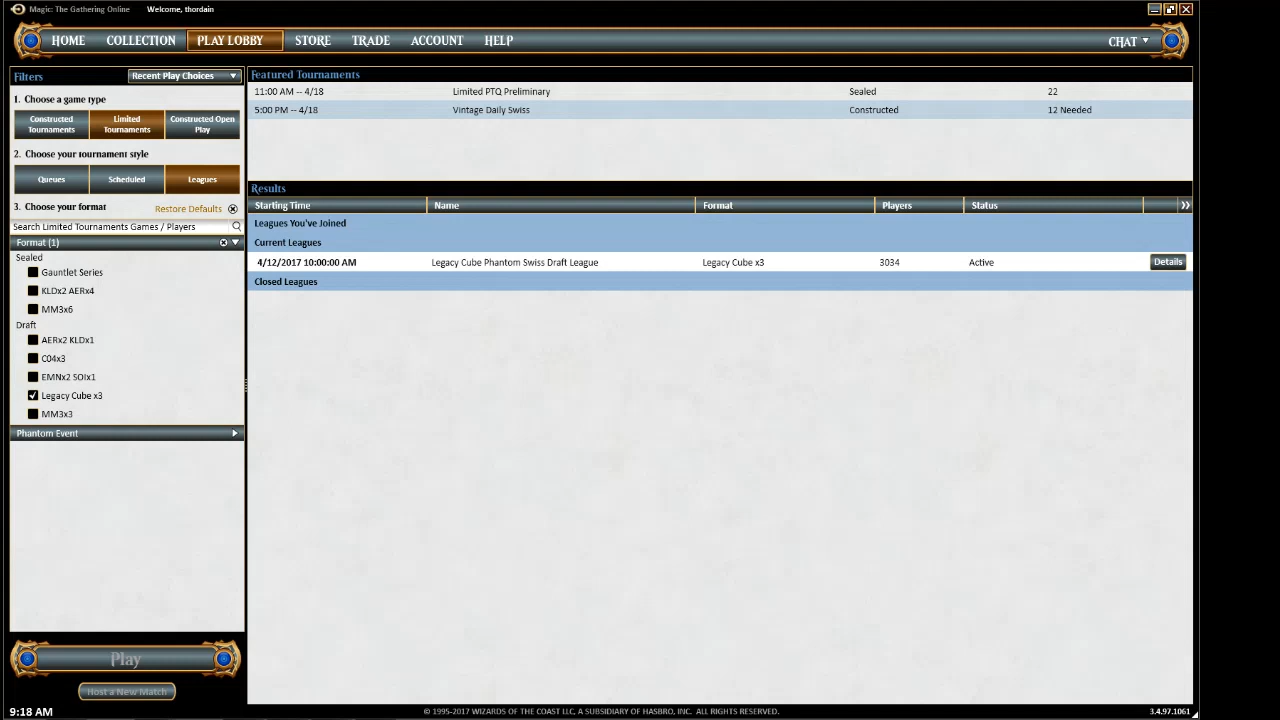 Magic: The Gathering Online Welcome, thordain
HOME COLLECTION PLAY LOBBY STORE TRADE ACCOUNT HELP CHAT
Filters Recent Play Choices
1. Choose a game type
Constructed Tournaments Limited Tournaments Constructed Open Play
2. Choose your tournament style
Queues Scheduled Leagues
3. Choose your format Restore Defaults
Search Limited Tournaments Games / Players
Format (1)
Sealed
Gauntlet Series
KLDx2 AERx4
MM3x6
Draft
AERx2 KLDx1
C04x3
EMNx2 SOIx1
Legacy Cube x3
MM3x3
Phantom Event
Play
Host a New Match
9:18 AM
Featured Tournaments
11:00 AM -- 4/18 Limited PTQ Preliminary Sealed 22
5:00 PM -- 4/18 Vintage Daily Swiss Constructed 12 Needed
Results
Starting Time Name Format Players Status
Leagues You've Joined
Current Leagues
4/12/2017 10:00:00 AM Legacy Cube Phantom Swiss Draft League Legacy Cube x3 3034 Active Details
Closed Leagues
© 1995-2017 WIZARDS OF THE COAST LLC, A SUBSIDIARY OF HASBRO, INC. ALL RIGHTS RESERVED. 3.4.97.1061